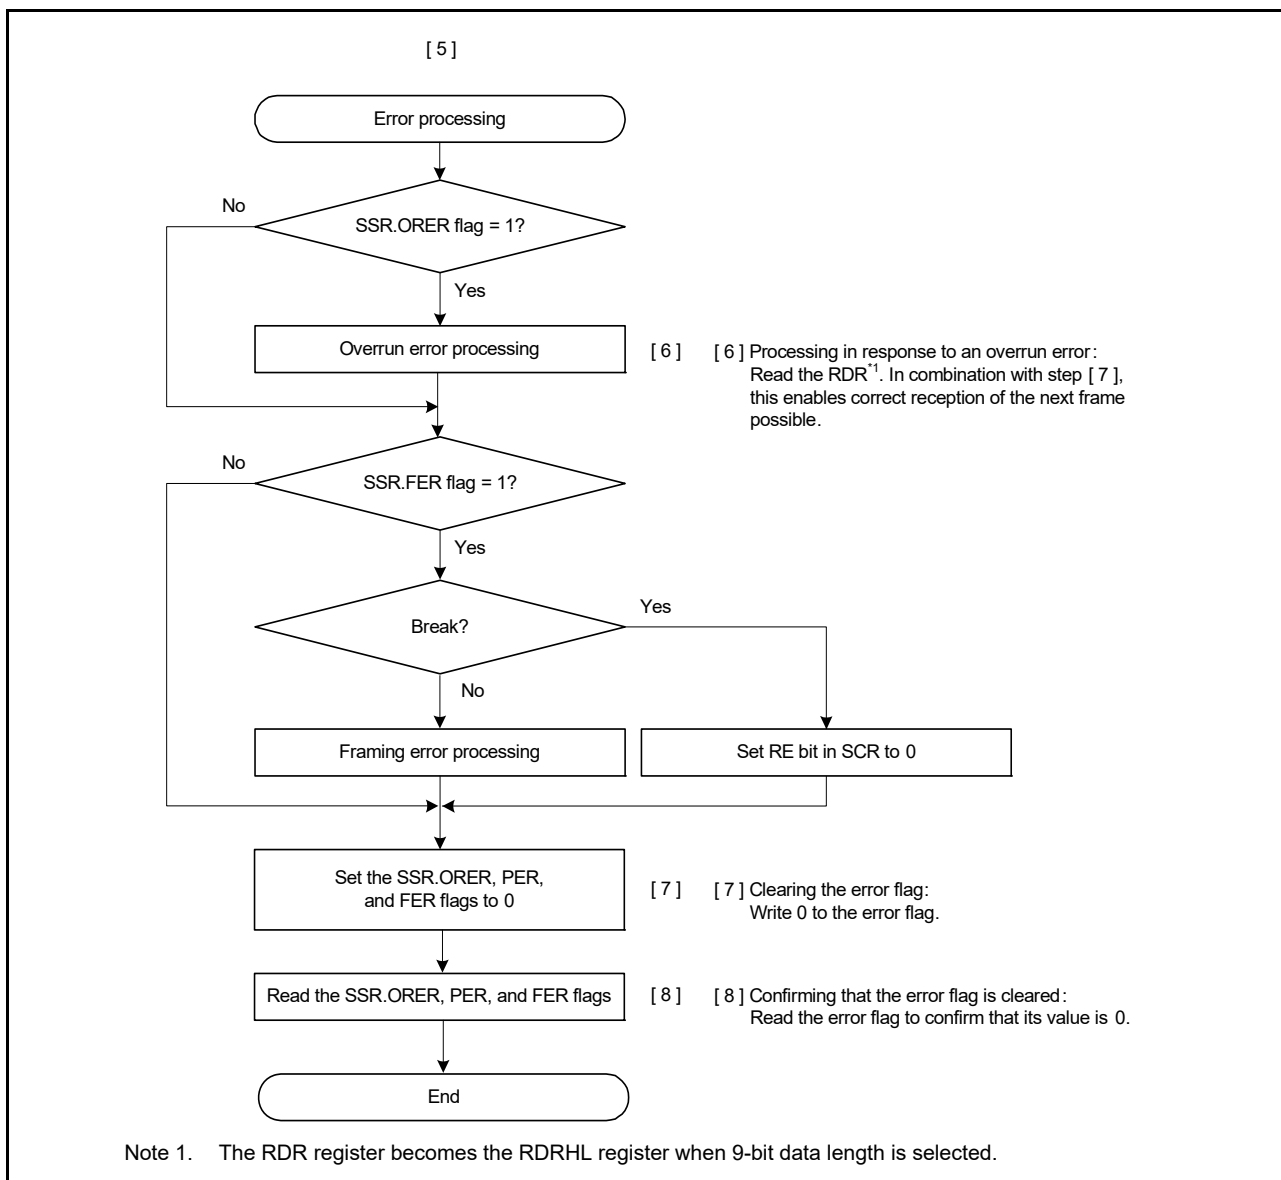 [ 5 ]
Error processing
No
SSR.ORER flag = 1?
Yes
Overrun error processing
[ 6 ]
[ 6 ] Processing in response to an overrun error:
Read the RDR*1. In combination with step [ 7 ],
this enables correct reception of the next frame
possible.
No
SSR.FER flag = 1?
Yes
Break?
Yes
No
Framing error processing
Set RE bit in SCR to 0
Set the SSR.ORER, PER,
and FER flags to 0
[ 7 ]
[ 7 ] Clearing the error flag:
Write 0 to the error flag.
Read the SSR.ORER, PER, and FER flags
[ 8 ]
[ 8 ] Confirming that the error flag is cleared:
Read the error flag to confirm that its value is 0.
End
Note 1. The RDR register becomes the RDRHL register when 9-bit data length is selected.